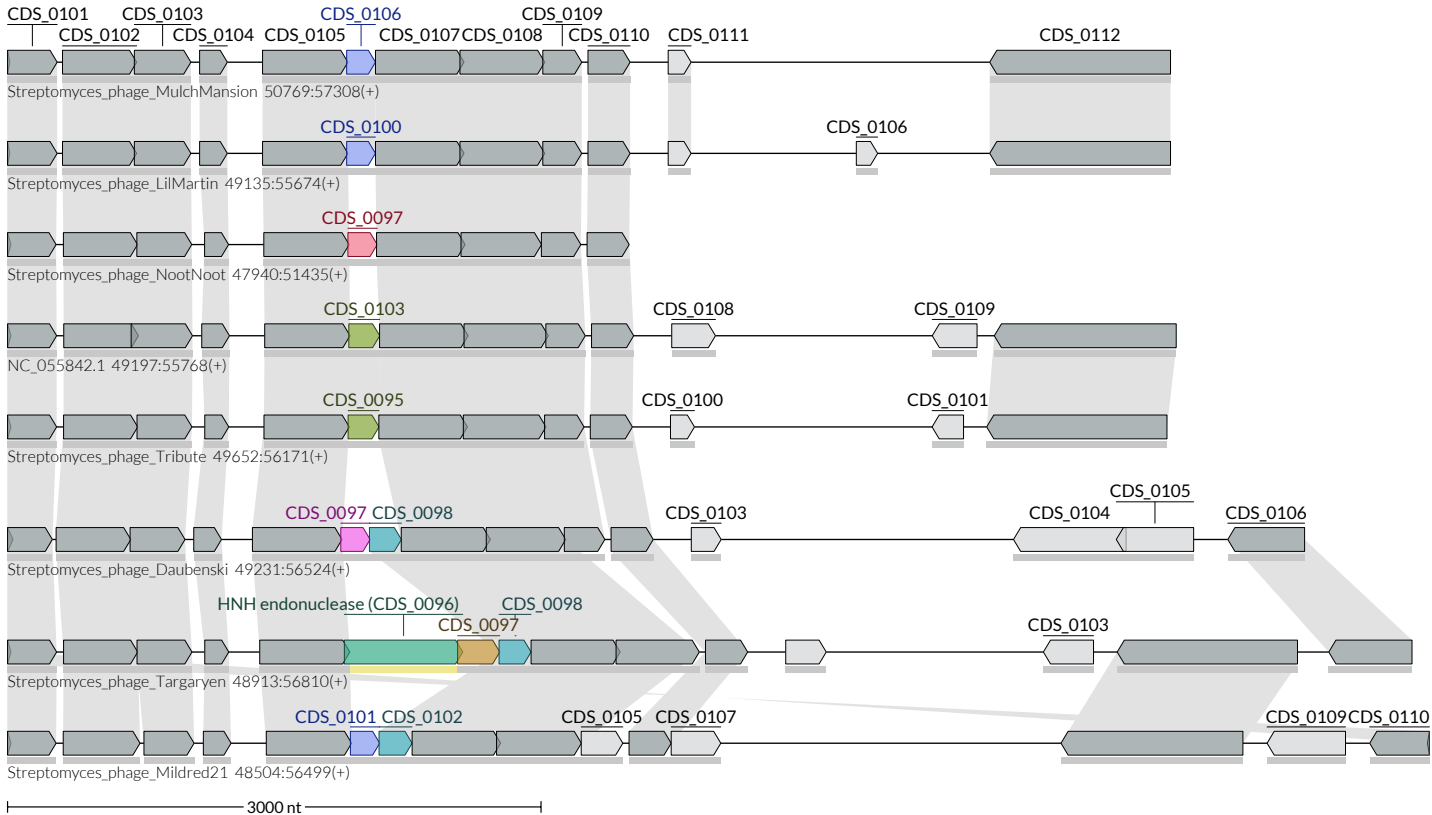 CDS_0101 CDS_0103 CDS_0106 CDS_0109
CDS_0102 CDS_0104 CDS_0105 CDS_0107 CDS_0108 CDS_0110 CDS_0111 CDS_0112
Streptomyces_phage_MulchMansion 50769:57308(+)
CDS_0100 CDS_0106
Streptomyces_phage_LilMartin 49135:55674(+)
CDS_0097
Streptomyces_phage_NootNoot 47940:51435(+)
CDS_0103 CDS_0108 CDS_0109
NC_055842.1 49197:55768(+)
CDS_0095 CDS_0100 CDS_0101
Streptomyces_phage_Tribute 49652:56171(+)
CDS_0105
CDS_0097 CDS_0098 CDS_0103 CDS_0104 CDS_0106
Streptomyces_phage_Daubenski 49231:56524(+)
HNH endonuclease (CDS_0096) CDS_0098
CDS_0097 CDS_0103
Streptomyces_phage_Targaryen 48913:56810(+)
CDS_0101 CDS_0102 CDS_0105 CDS_0107 CDS_0109 CDS_0110
Streptomyces_phage_Mildred21 48504:56499(+)
3000 nt